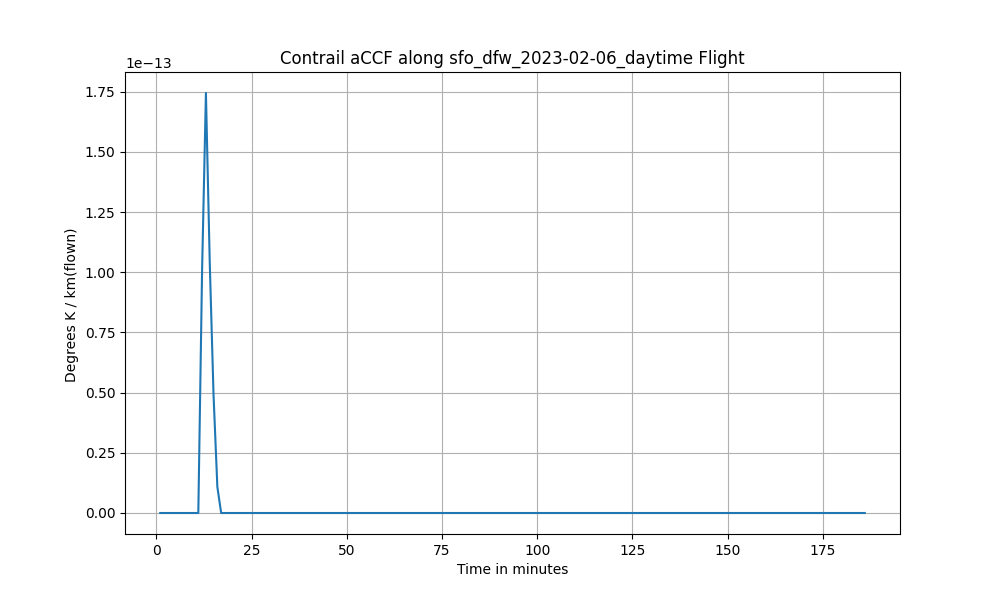 Contrail aCCF along sfo_dfw_2023-02-06_daytime Flight
1e−13
1.75
1.50
1.25
1.00
0.75
0.50
0.25
0.00
Degrees K / km(flown)
0 25 50 75 100 125 150 175
Time in minutes